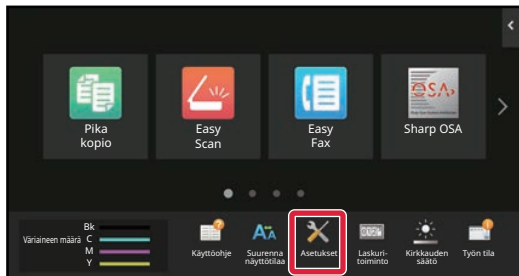 Pika
kopio
Easy
Scan
Easy
Fax
OSA
Sharp OSA
Väriaineen määrä
Bk
C
M
Y
Käyttöohje
Suurenna
näyttötilaa
Asetukset
Laskuri-
toiminto
Kirkkauden
säätö
Työn tila